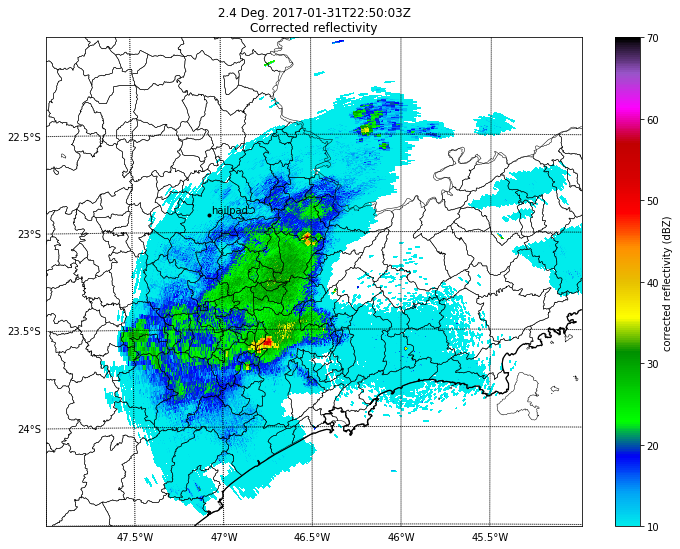 2.4 Deg. 2017-01-31T22:50:03Z
Corrected reflectivity
70
60
50
40
30
20
10
corrected reflectivity (dBZ)
22.5°S
23°S
23.5°S
24°S
hailpad
47.5°W
47°W
46.5°W
46°W
45.5°W